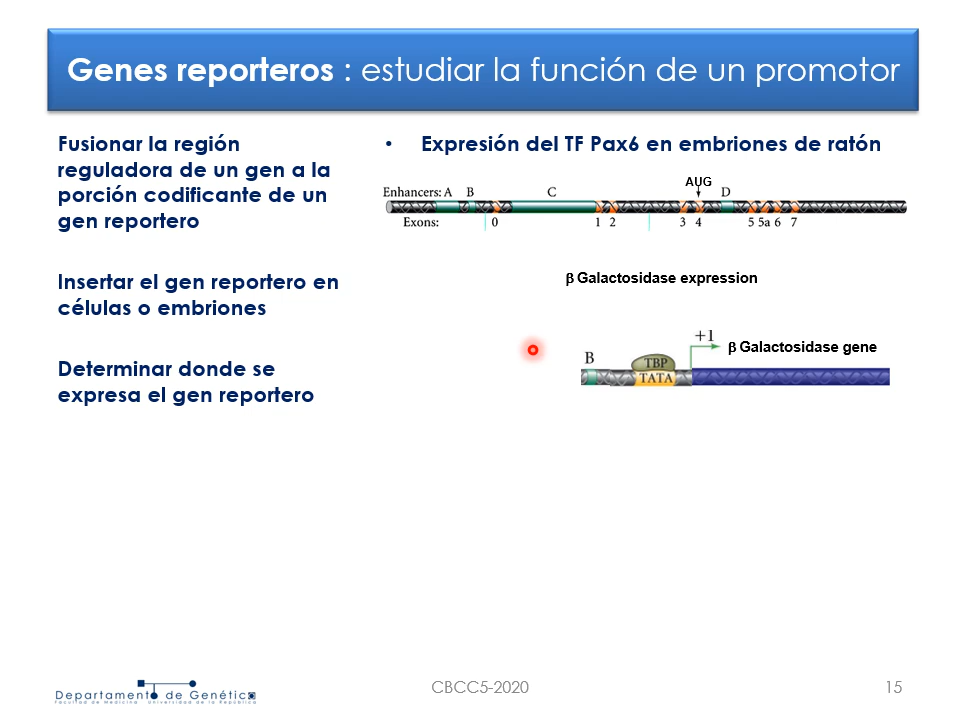 Genes reporteros : estudiar la función de un promotor
Fusionar la región
reguladora de un gen a la
porción codificante de un
gen reportero
Insertar el gen reportero en
células o embriones
Determinar donde se
expresa el gen reportero
• Expresión del TF Pax6 en embriones de ratón
AUG
Enhancers: A B C D
Exons: 0 1 2 3 4 5 5a 6 7
β Galactosidase expression
+1
β Galactosidase gene
B
TBP
TATA
Departamento de Genética
Facultad de Medicina Universidad de la República
CBCC5-2020
15